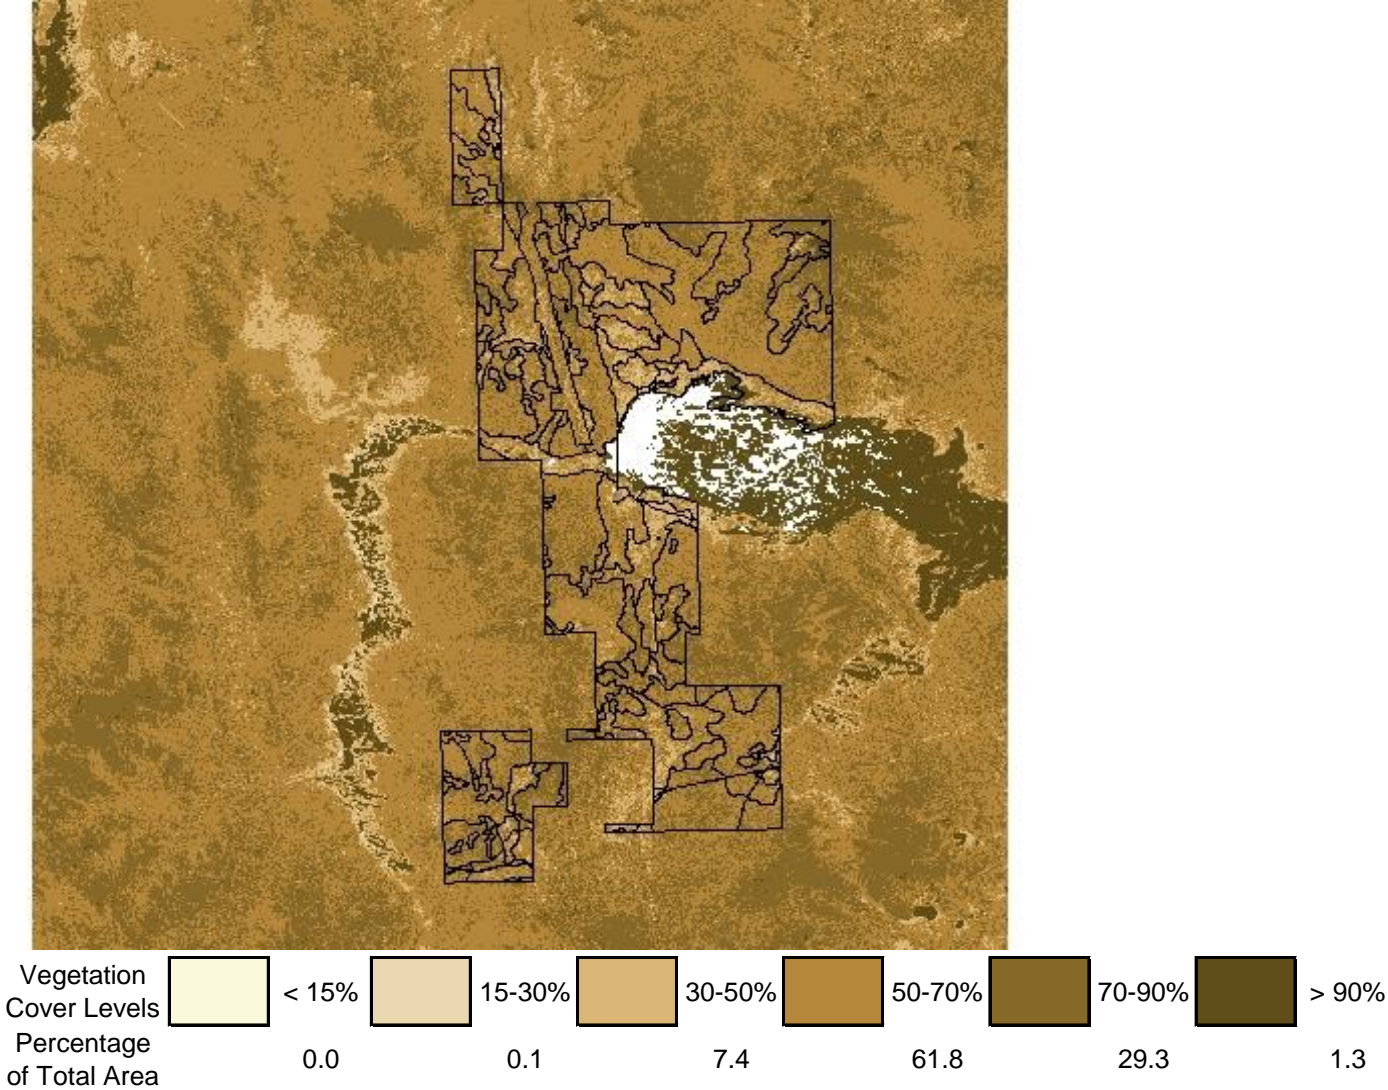 Vegetation
Cover Levels
< 15% 15-30% 30-50% 50-70% 70-90% > 90%
Percentage
of Total Area
0.0 0.1 7.4 61.8 29.3 1.3